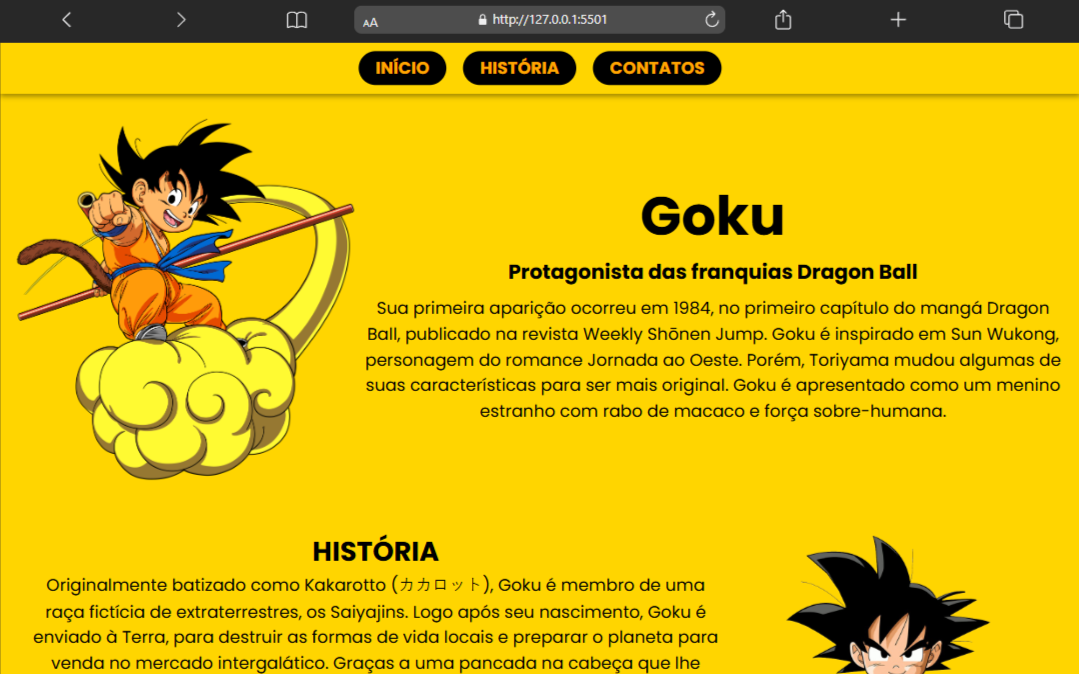 AA
http://127.0.0.1:5501
INÍCIO
HISTÓRIA
CONTATOS
Goku
Protagonista das franquias Dragon Ball
Sua primeira aparição ocorreu em 1984, no primeiro capítulo do mangá Dragon
Ball, publicado na revista Weekly Shōnen Jump. Goku é inspirado em Sun Wukong,
personagem do romance Jornada ao Oeste. Porém, Toriyama mudou algumas de
suas características para ser mais original. Goku é apresentado como um menino
estranho com rabo de macaco e força sobre-humana.
HISTÓRIA
Originalmente batizado como Kakarotto (カカロット), Goku é membro de uma
raça fictícia de extraterrestres, os Saiyajins. Logo após seu nascimento, Goku é
enviado à Terra, para destruir as formas de vida locais e preparar o planeta para
venda no mercado intergalático. Graças a uma pancada na cabeça que lhe